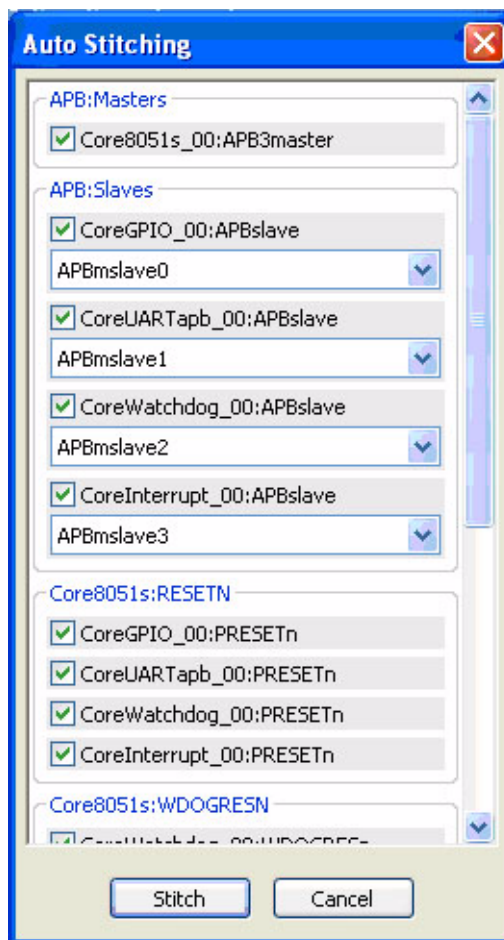 Auto Stitching
APB:Masters
Core8051s_00:APB3master
APB:Slaves
CoreGPIO_00:APBslave
APBmslave0
CoreUARTapb_00:APBslave
APBmslave1
CoreWatchdog_00:APBslave
APBmslave2
CoreInterrupt_00:APBslave
APBmslave3
Core8051s:RESETN
CoreGPIO_00:PRESETn
CoreUARTapb_00:PRESETn
CoreWatchdog_00:PRESETn
CoreInterrupt_00:PRESETn
Core8051s:WDOGRESN
Stitch Cancel